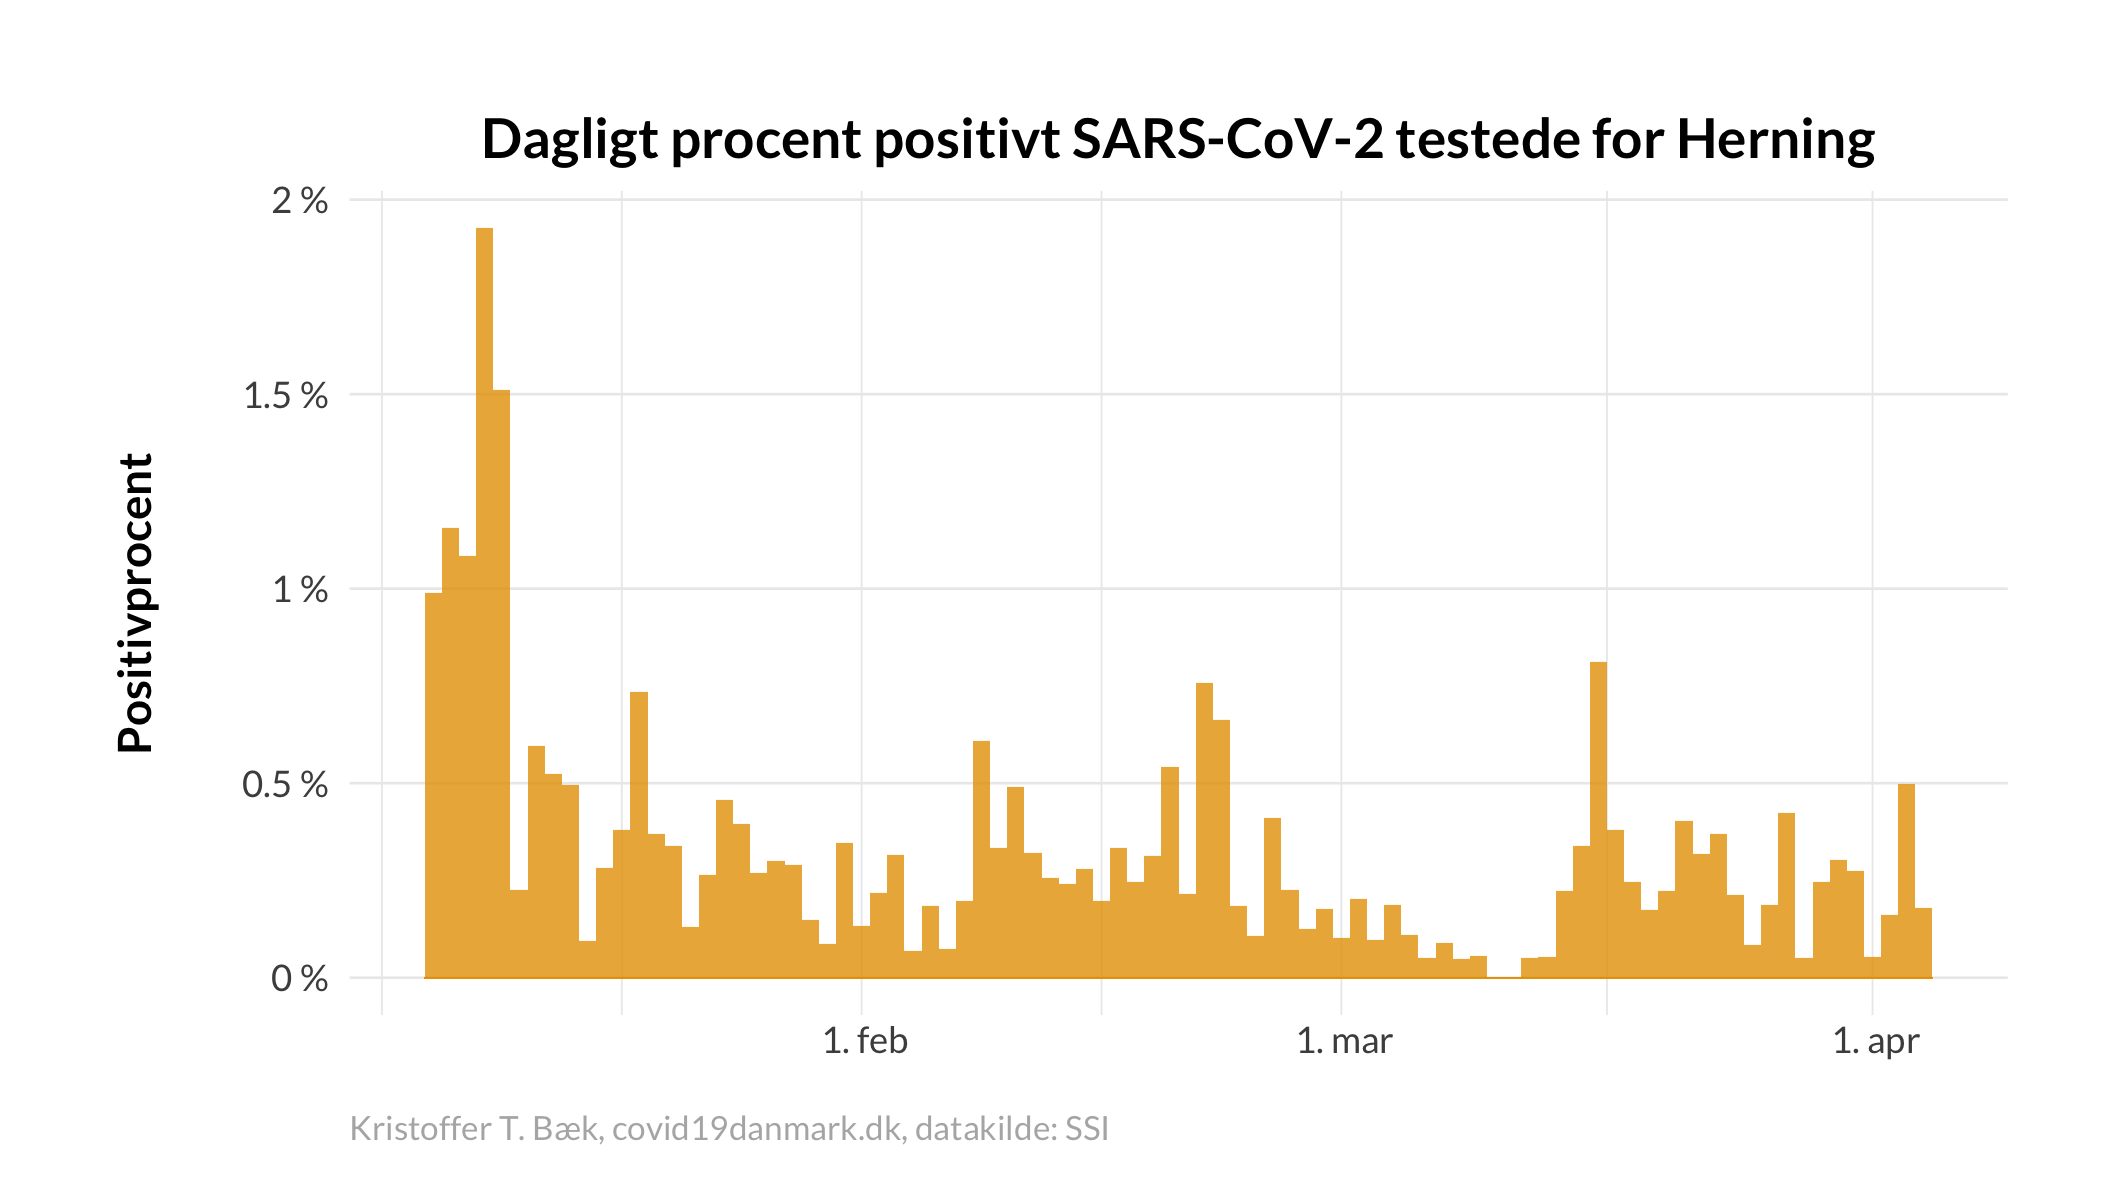 Dagligt procent positivt SARS-CoV-2 testede for Herning
Positivprocent
2 %
1.5 %
1 %
0.5 %
0 %
1. feb
1. mar
1. apr
Kristoffer T. Bæk, covid19danmark.dk, datakilde: SSI